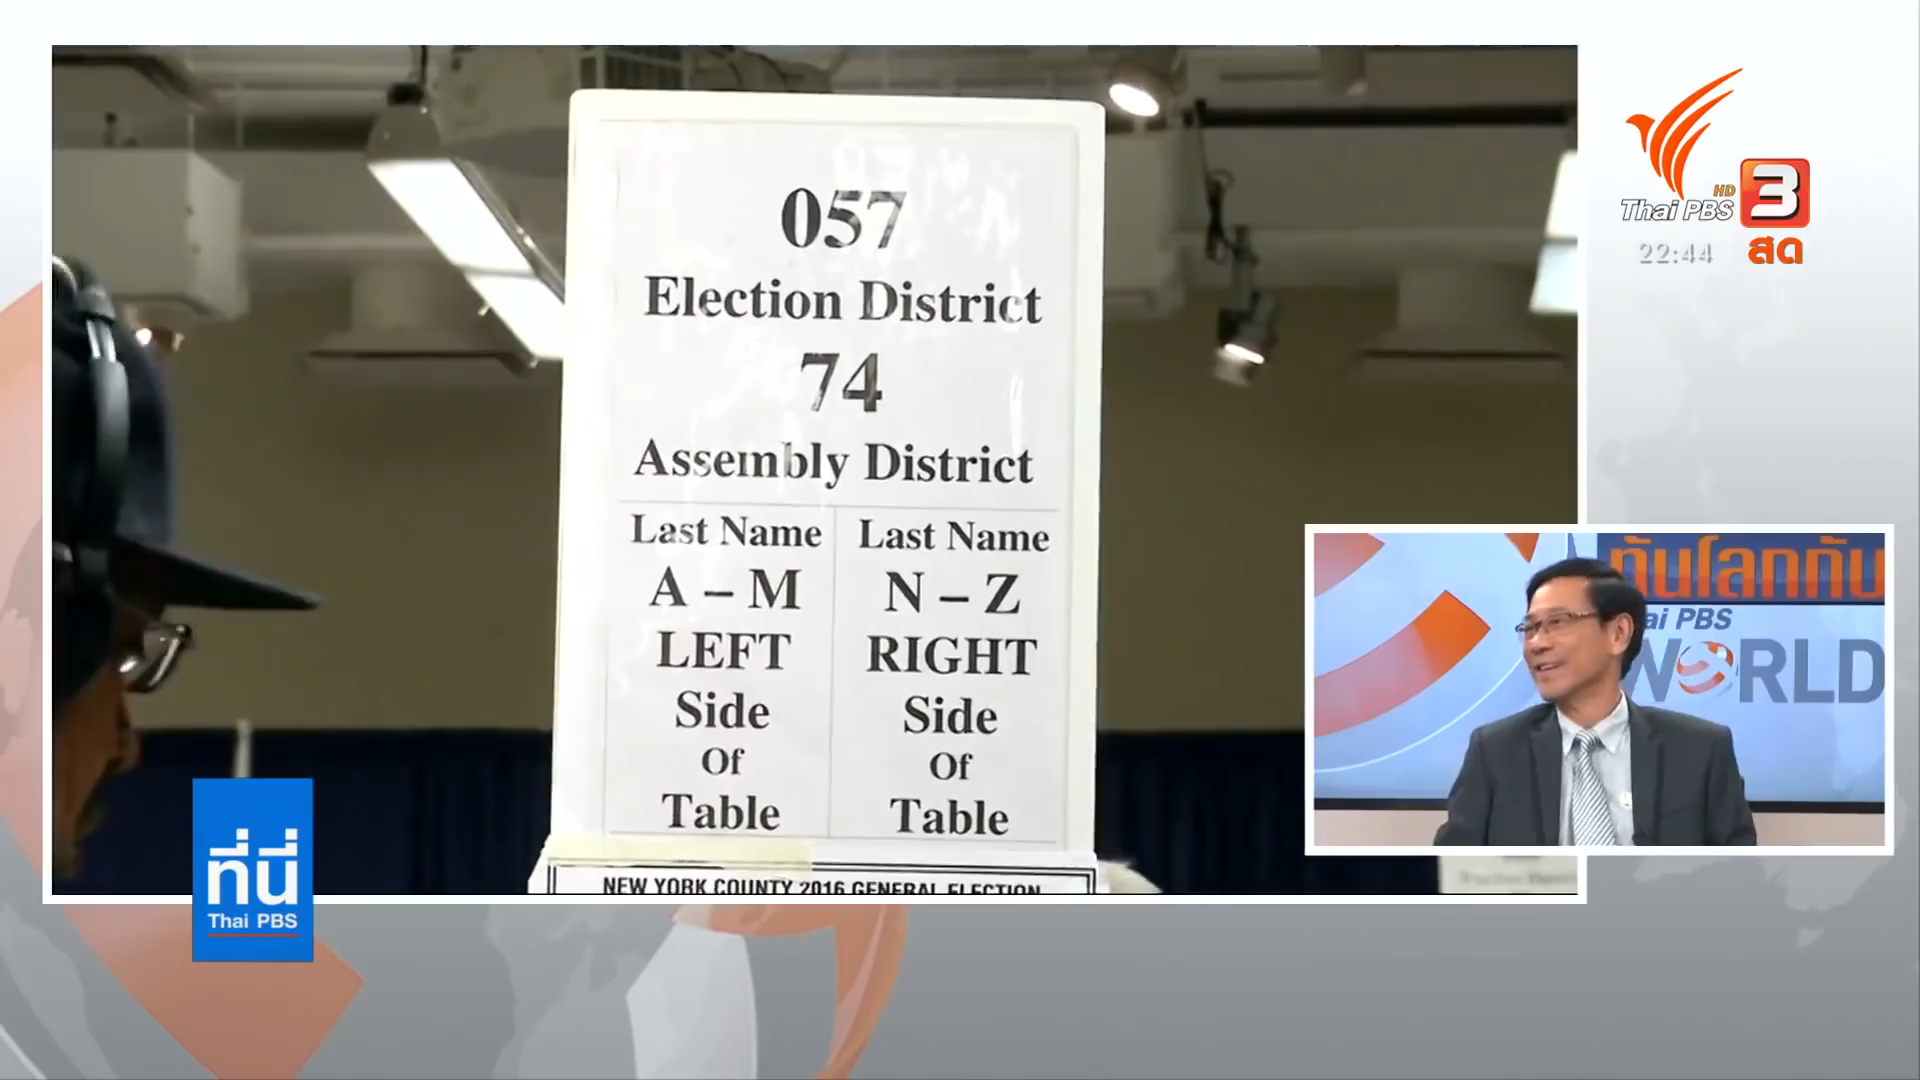 057
Election District
74
Assembly District
Last Name
A – M
LEFT
Side
Of
Table
Last Name
N – Z
RIGHT
Side
Of
Table
NEW YORK COUNTY 2016 GENERAL ELECTION
HD
Thai PBS
3
22:44
สด
ทันโลกกับ
ai PBS
WORLD
ที่นี่
Thai PBS